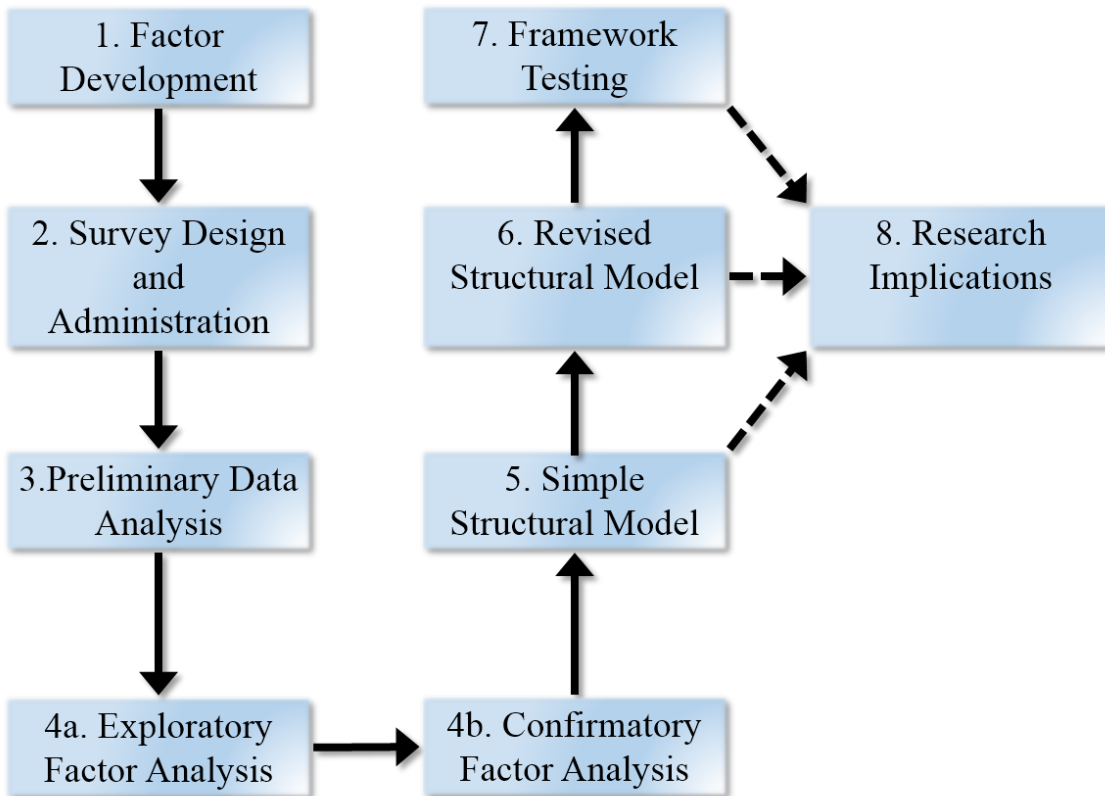 1. Factor
Development
2. Survey Design
and
Administration
3.Preliminary Data
Analysis
4a. Exploratory
Factor Analysis
4b. Confirmatory
Factor Analysis
5. Simple
Structural Model
6. Revised
Structural Model
7. Framework
Testing
8. Research
Implications